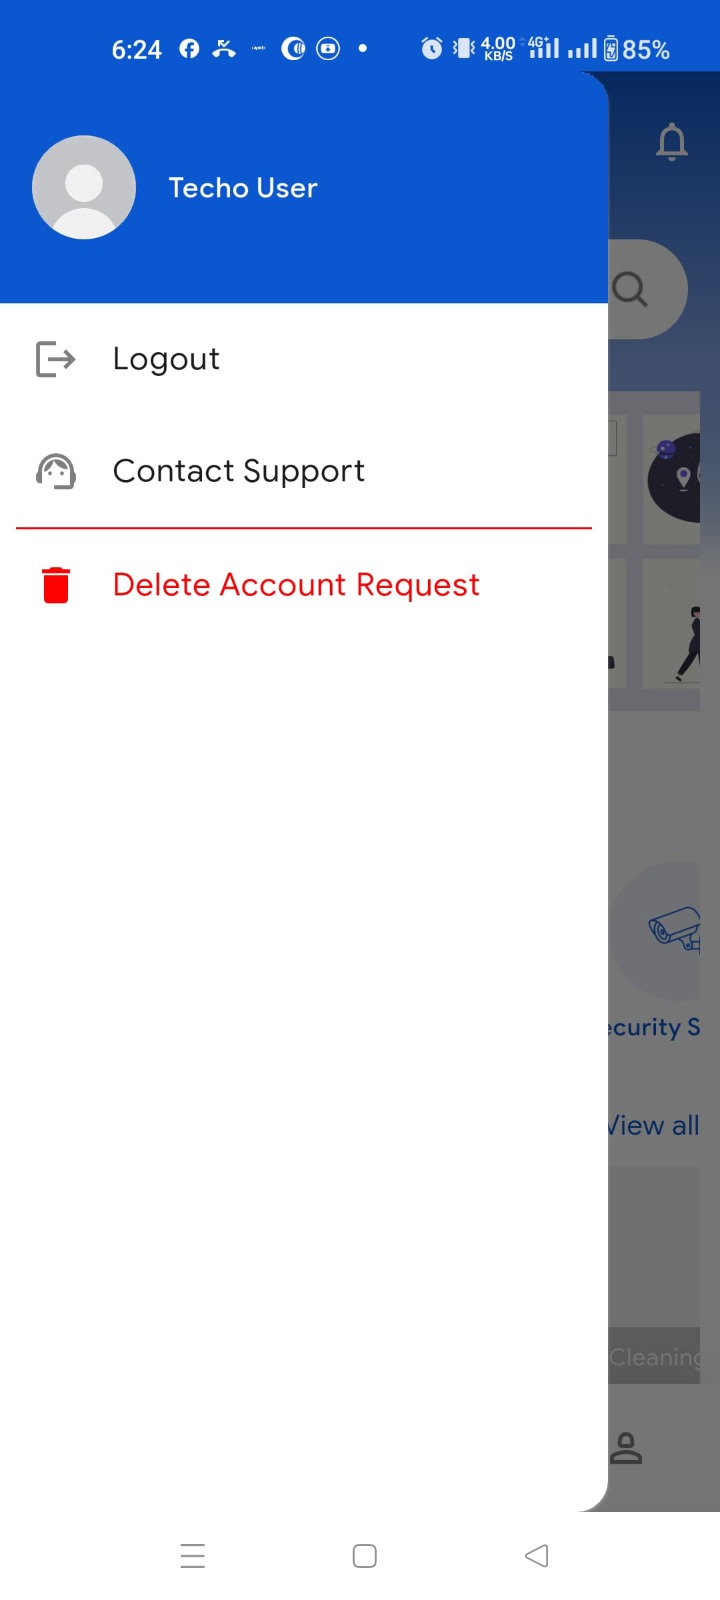 6:24
4.00
KB/S
4G+
85%
Techo User
Logout
Contact Support
Delete Account Request
ecurity S
View all
Cleaning